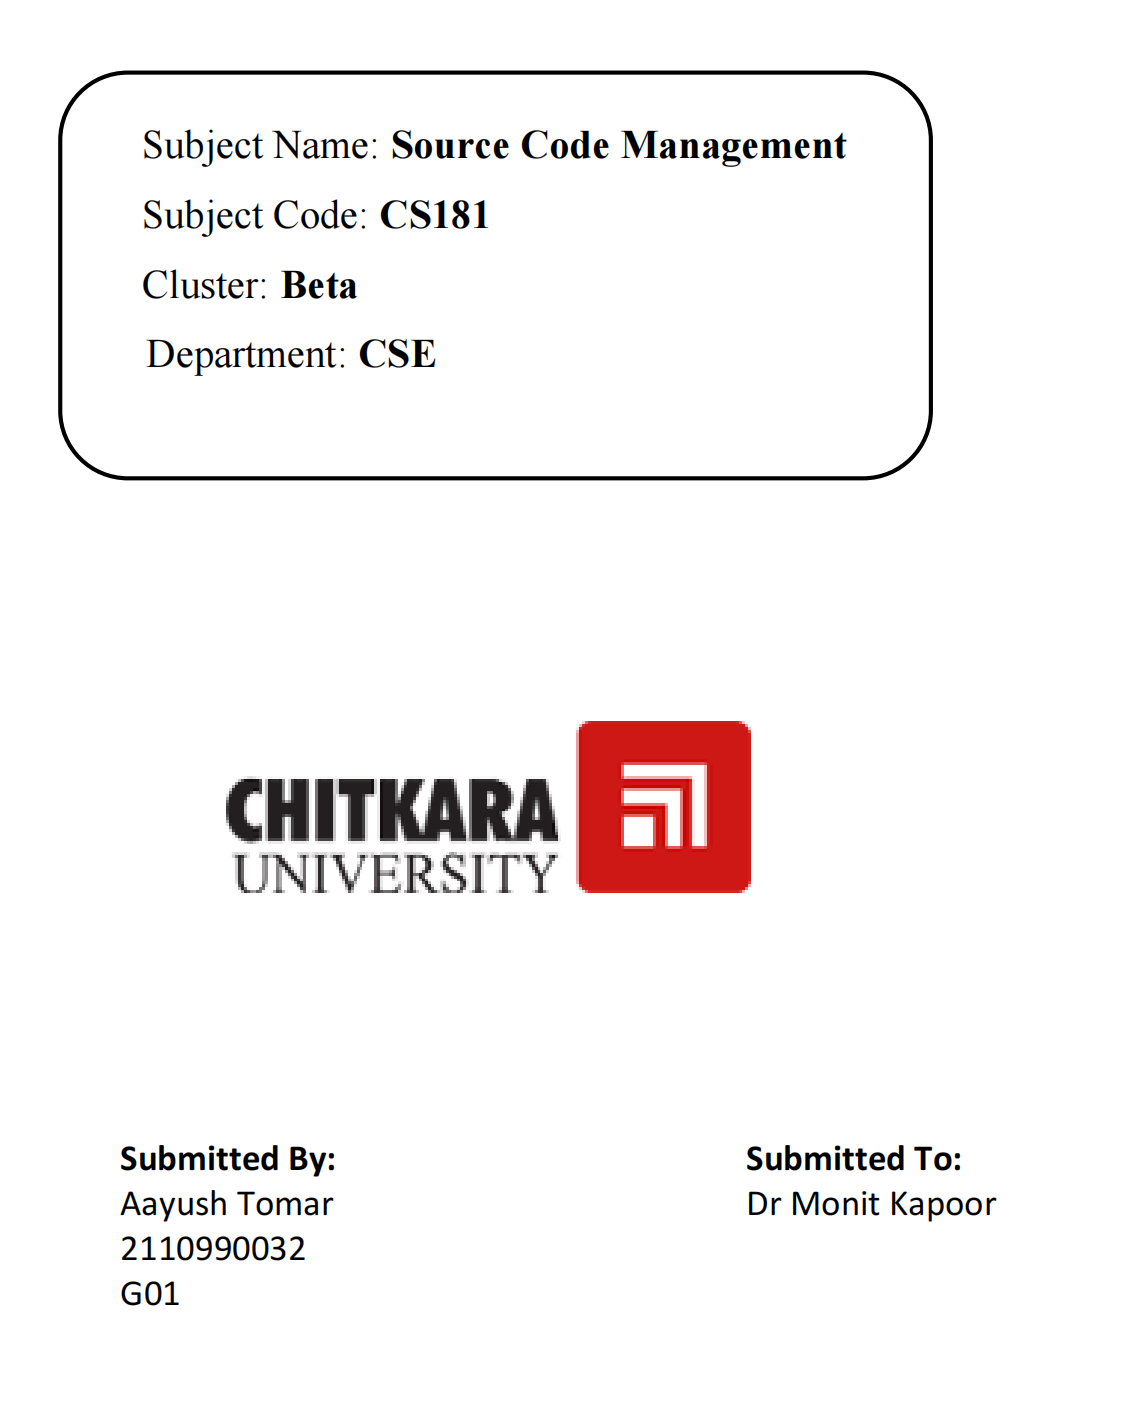 Subject Name: Source Code Management
Subject Code: CS181
Cluster: Beta
Department: CSE
CHITKARA
UNIVERSITY
Submitted By:
Aayush Tomar
2110990032
G01
Submitted To:
Dr Monit Kapoor